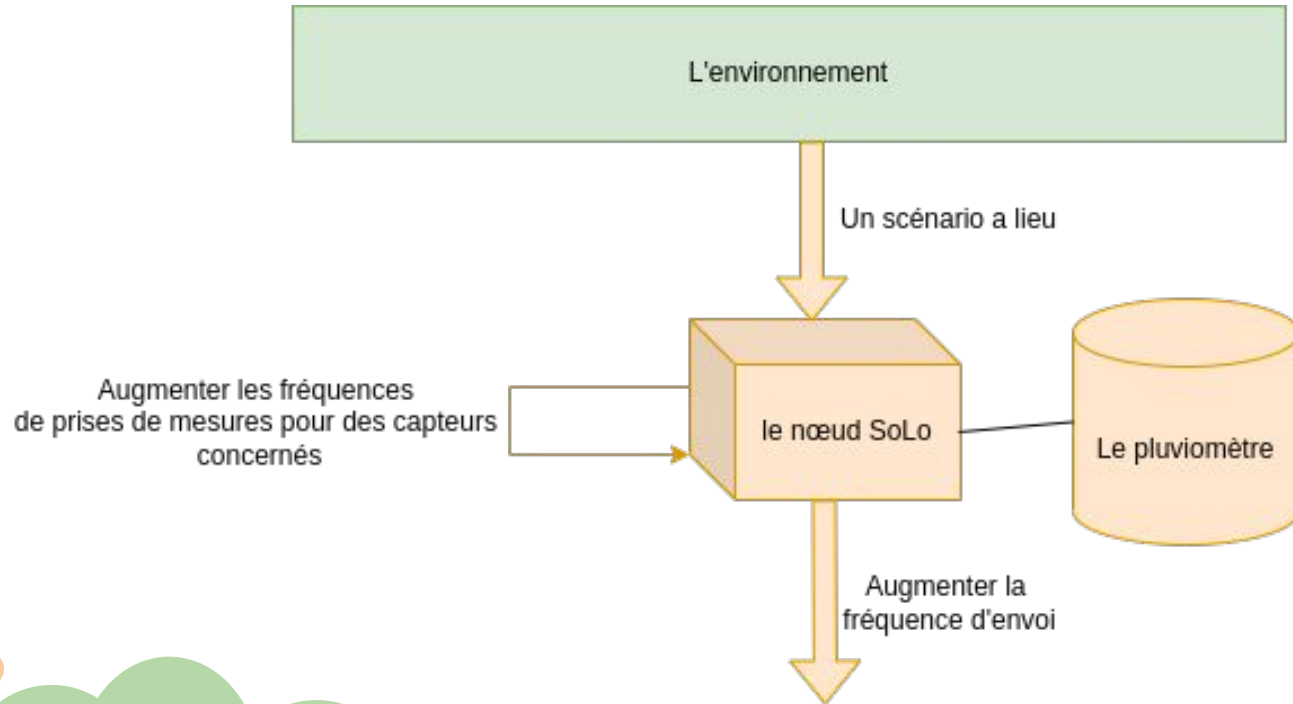 L'environnement
Un scénario a lieu
Augmenter les fréquences
de prises de mesures pour des capteurs
concernés
le nœud SoLo
Le pluviomètre
Augmenter la
fréquence d'envoi